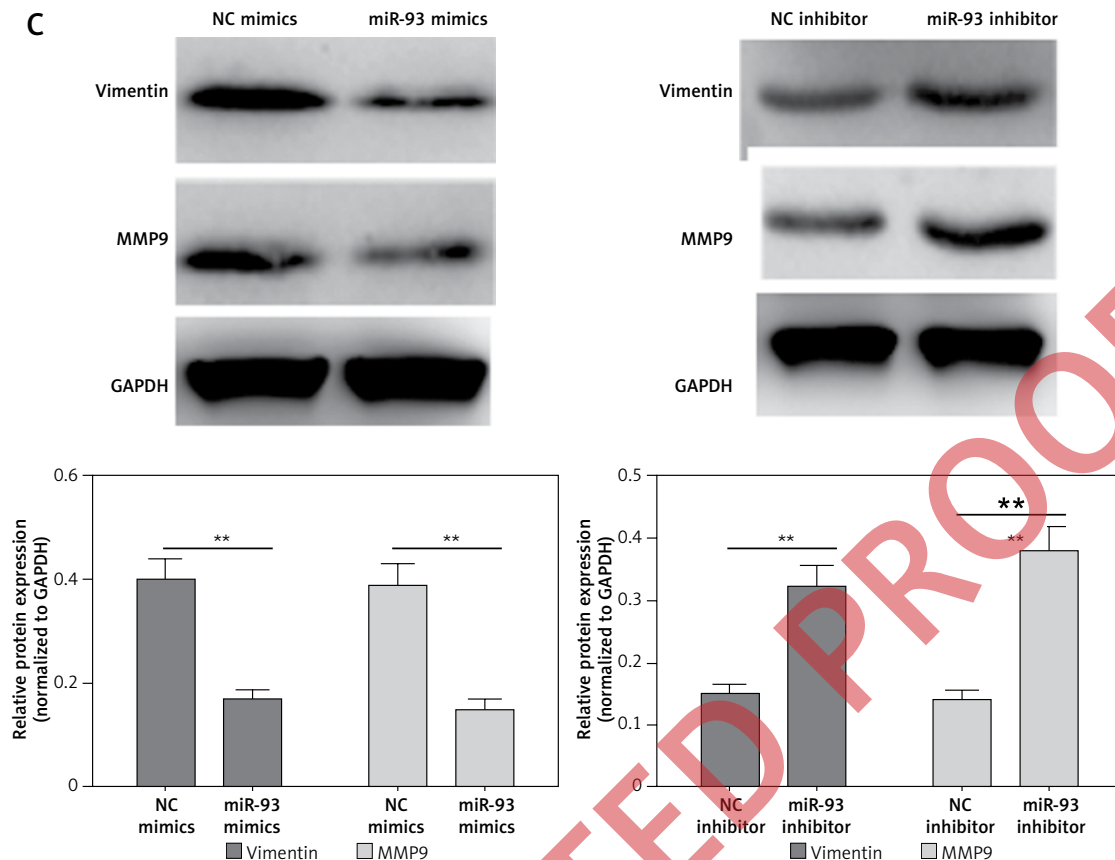 C
NC mimics miR-93 mimics
Vimentin
MMP9
GAPDH
NC inhibitor miR-93 inhibitor
Vimentin
MMP9
GAPDH
Relative protein expression
(normalized to GAPDH)
0.6
0.4
0.2
0
** **
NC mimics miR-93 mimics NC mimics miR-93 mimics
Vimentin MMP9
Relative protein expression
(normalized to GAPDH)
0.5
0.4
0.3
0.2
0.1
0
** **
**
NC inhibitor miR-93 inhibitor NC inhibitor miR-93 inhibitor
Vimentin MMP9
TED PROOF